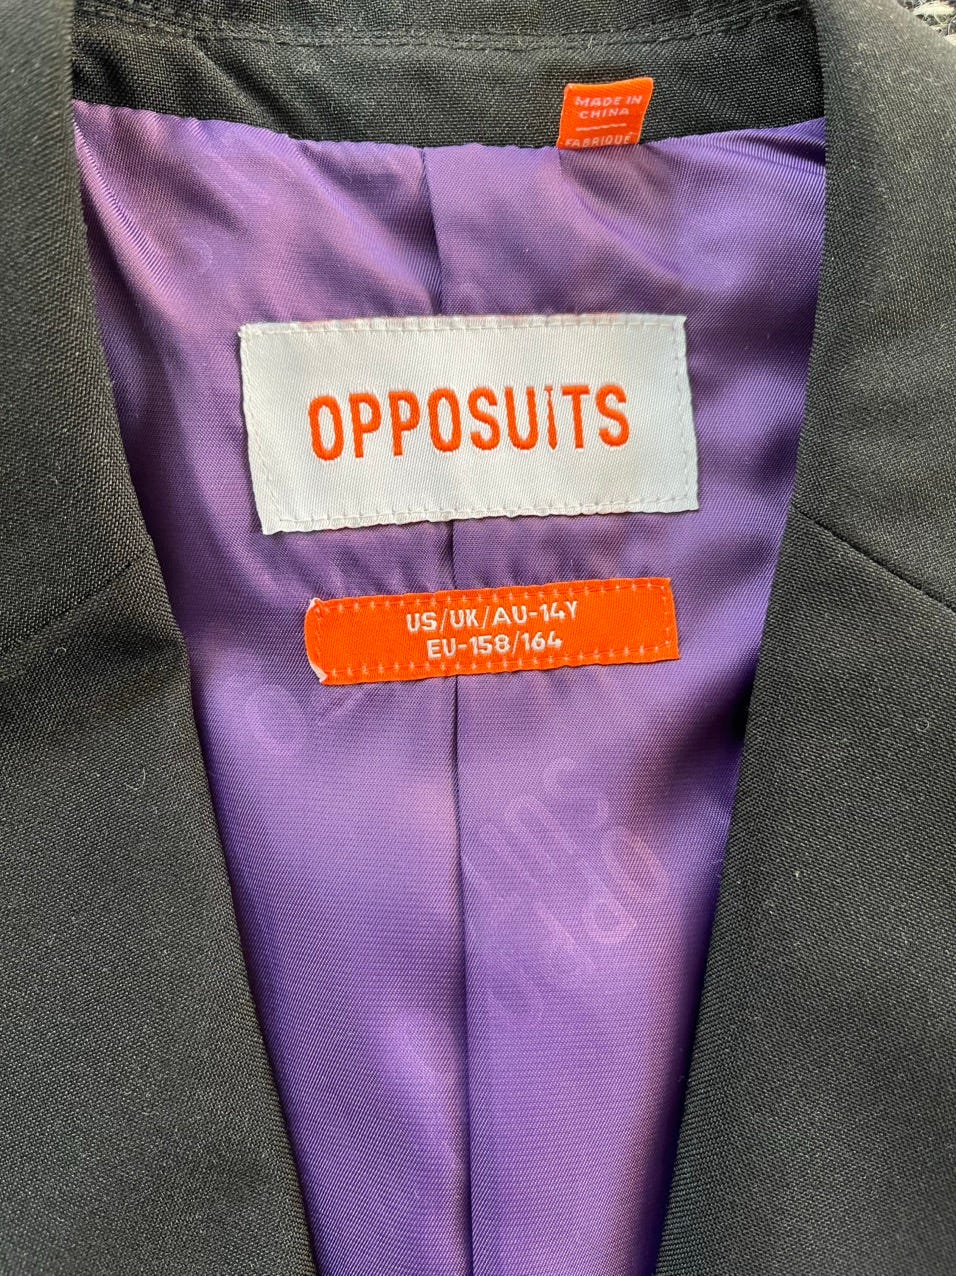 MADE IN
CHINA
FABRIQUÉ
OPPOSUITS
US/UK/AU-14Y
EU-158/164